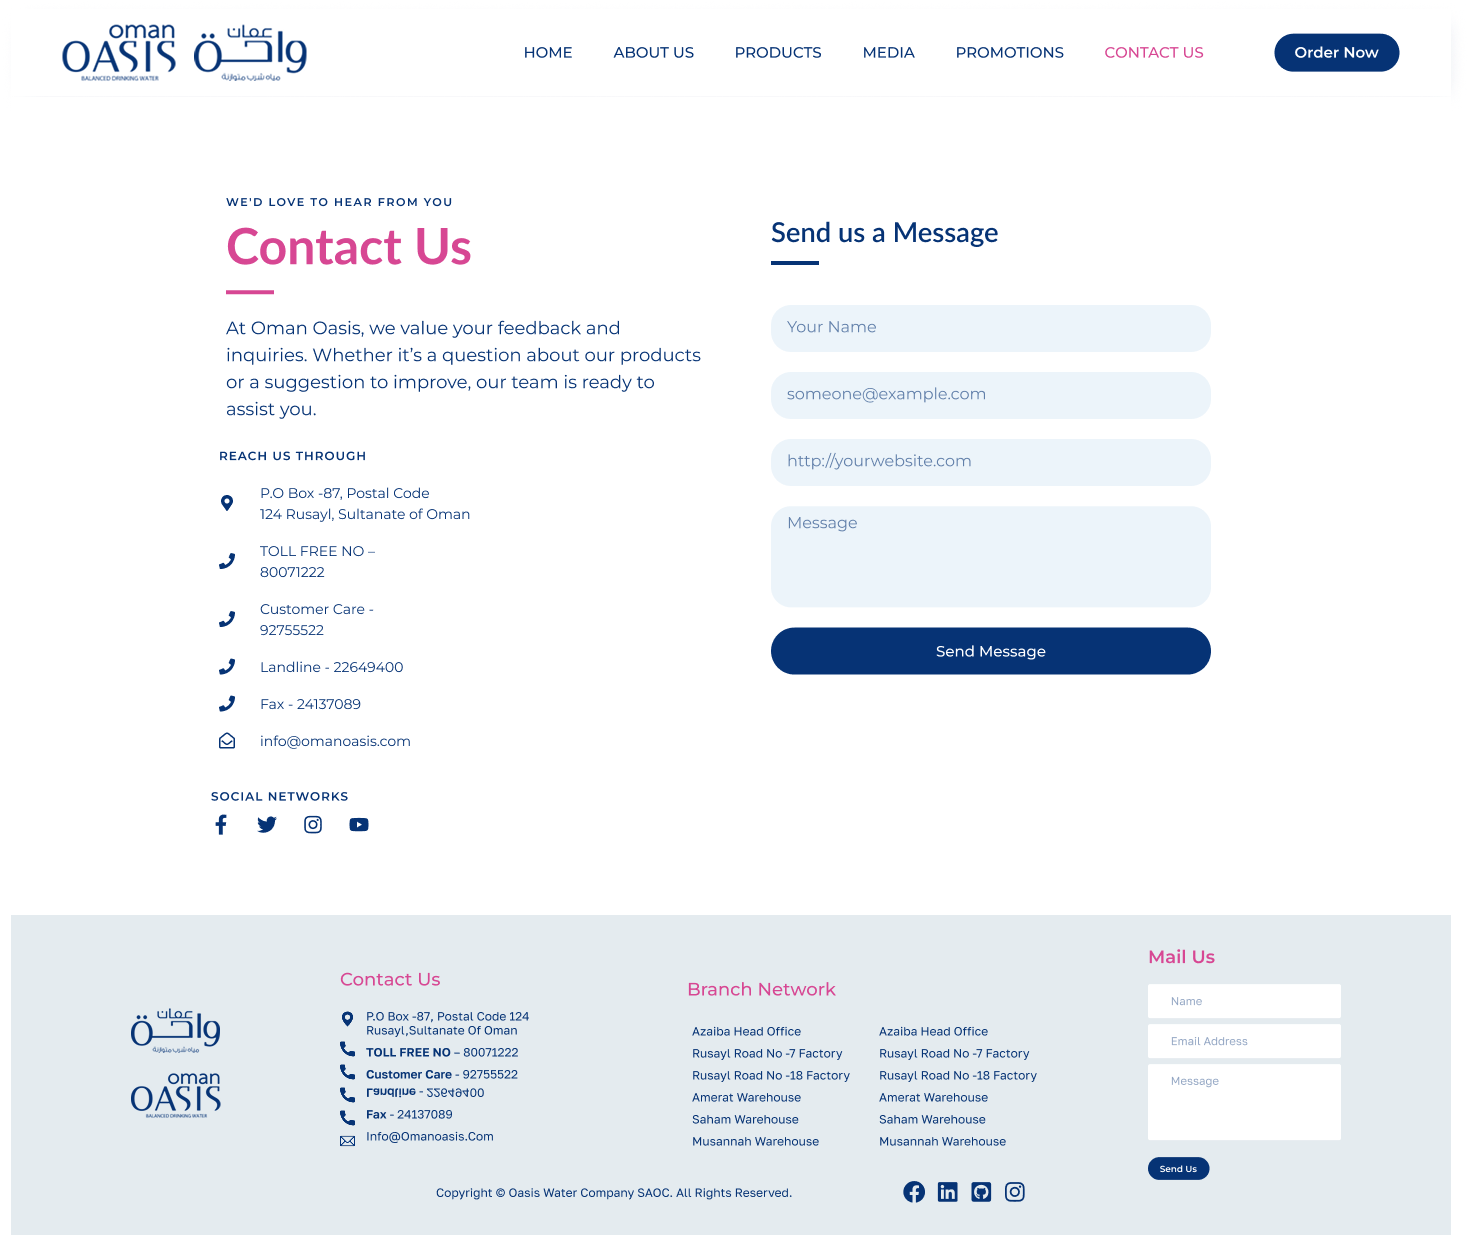 oman
OASIS
BALANCED DRINKING WATER
عمان
واحة
مياه شرب متوازنة
HOME
ABOUT US
PRODUCTS
MEDIA
PROMOTIONS
CONTACT US
Order Now
WE'D LOVE TO HEAR FROM YOU
Contact Us
At Oman Oasis, we value your feedback and
inquiries. Whether it’s a question about our products
or a suggestion to improve, our team is ready to
assist you.
REACH US THROUGH
P.O Box -87, Postal Code
124 Rusayl, Sultanate of Oman
TOLL FREE NO –
80071222
Customer Care -
92755522
Landline - 22649400
Fax - 24137089
info@omanoasis.com
SOCIAL NETWORKS
Send us a Message
Your Name
someone@example.com
http://yourwebsite.com
Message
Send Message
عمان
واحة
مياه شرب متوازنة
oman
OASIS
BALANCED DRINKING WATER
Contact Us
P.O Box -87, Postal Code 124
Rusayl,Sultanate Of Oman
TOLL FREE NO – 80071222
Customer Care - 92755522
Landline - 22649400
Fax - 24137089
Info@Omanoasis.Com
Branch Network
Azaiba Head Office
Rusayl Road No -7 Factory
Rusayl Road No -18 Factory
Amerat Warehouse
Saham Warehouse
Musannah Warehouse
Azaiba Head Office
Rusayl Road No -7 Factory
Rusayl Road No -18 Factory
Amerat Warehouse
Saham Warehouse
Musannah Warehouse
Mail Us
Name
Email Address
Message
Send Us
Copyright © Oasis Water Company SAOC. All Rights Reserved.